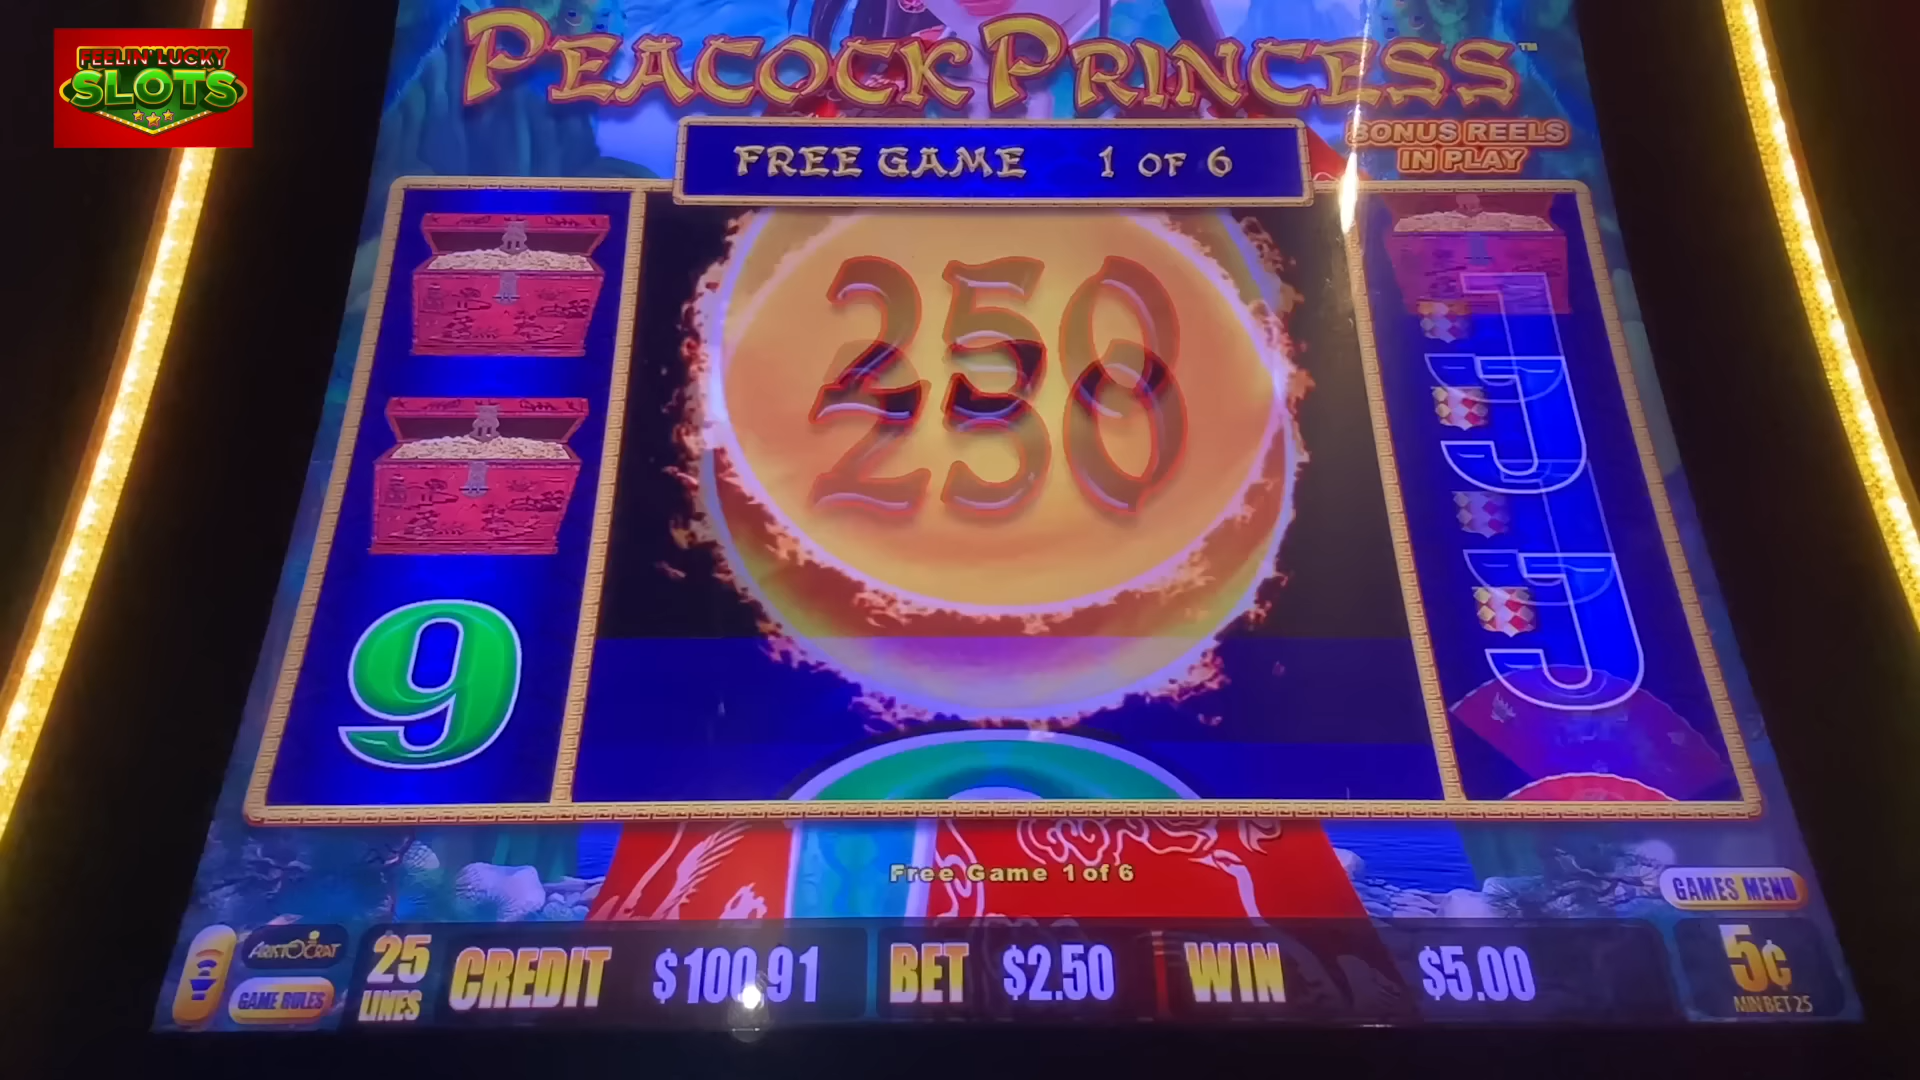 FEELIN' LUCKY
SLOTS
PEACOCK PRINCESS™
BONUS REELS
IN PLAY
FREE GAME 1 OF 6
250
250
9
Free Game 1 of 6
GAMES MENU
ARISTOCRAT
GAME RULES
25
LINES
CREDIT $100.91
BET $2.50
WIN $5.00
5¢
MIN BET 25